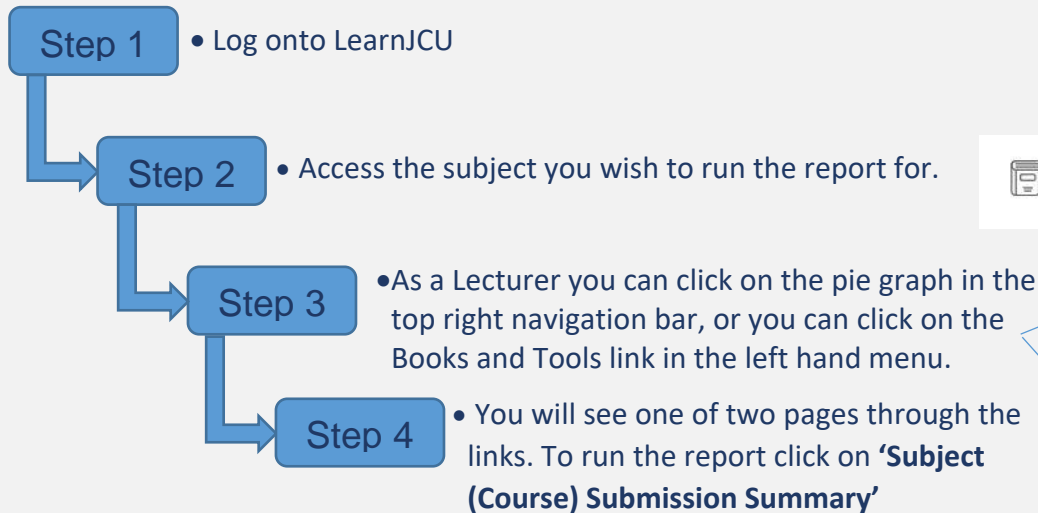 Step 1
• Log onto LearnJCU
Step 2
• Access the subject you wish to run the report for.
Step 3
•As a Lecturer you can click on the pie graph in the
top right navigation bar, or you can click on the
Books and Tools link in the left hand menu.
Step 4
• You will see one of two pages through the
links. To run the report click on ‘Subject
(Course) Submission Summary’